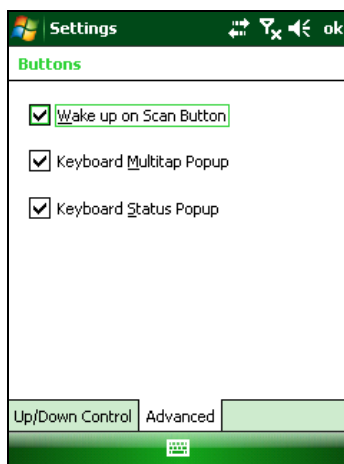 Settings ok
Buttons
Wake up on Scan Button
Keyboard Multitap Popup
Keyboard Status Popup
Up/Down Control Advanced